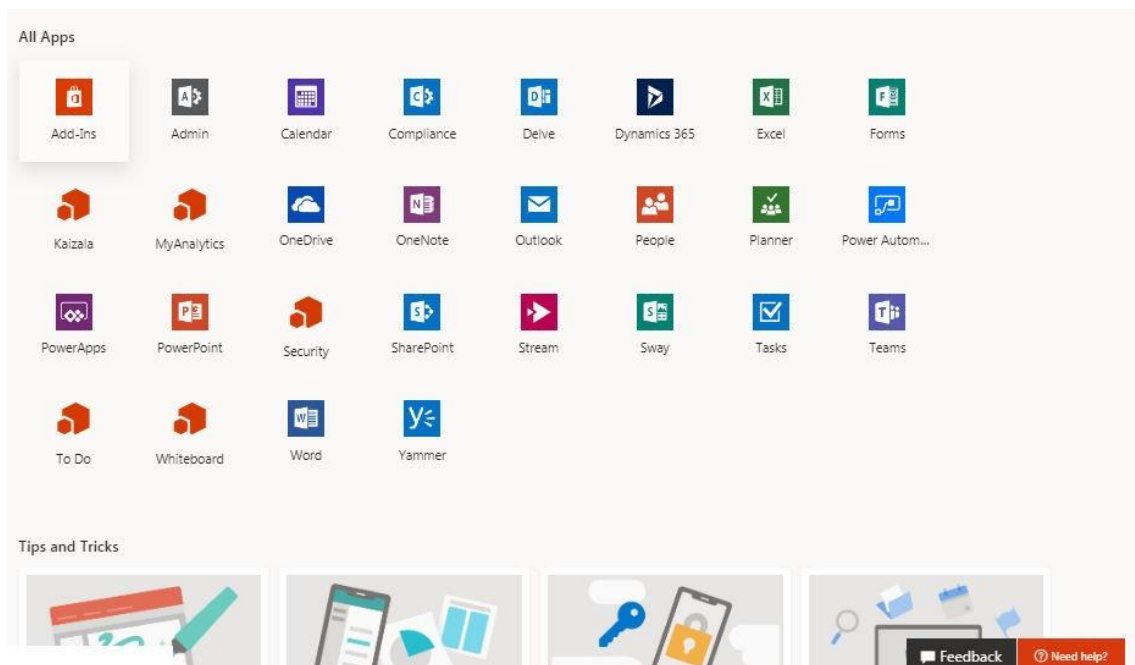 All Apps
Add-Ins Admin Calendar Compliance Delve Dynamics 365 Excel Forms
Kaizala MyAnalytics OneDrive OneNote Outlook People Planner Power Autom...
PowerApps PowerPoint Security SharePoint Stream Sway Tasks Teams
To Do Whiteboard Word Yammer
Tips and Tricks
Feedback Need help?